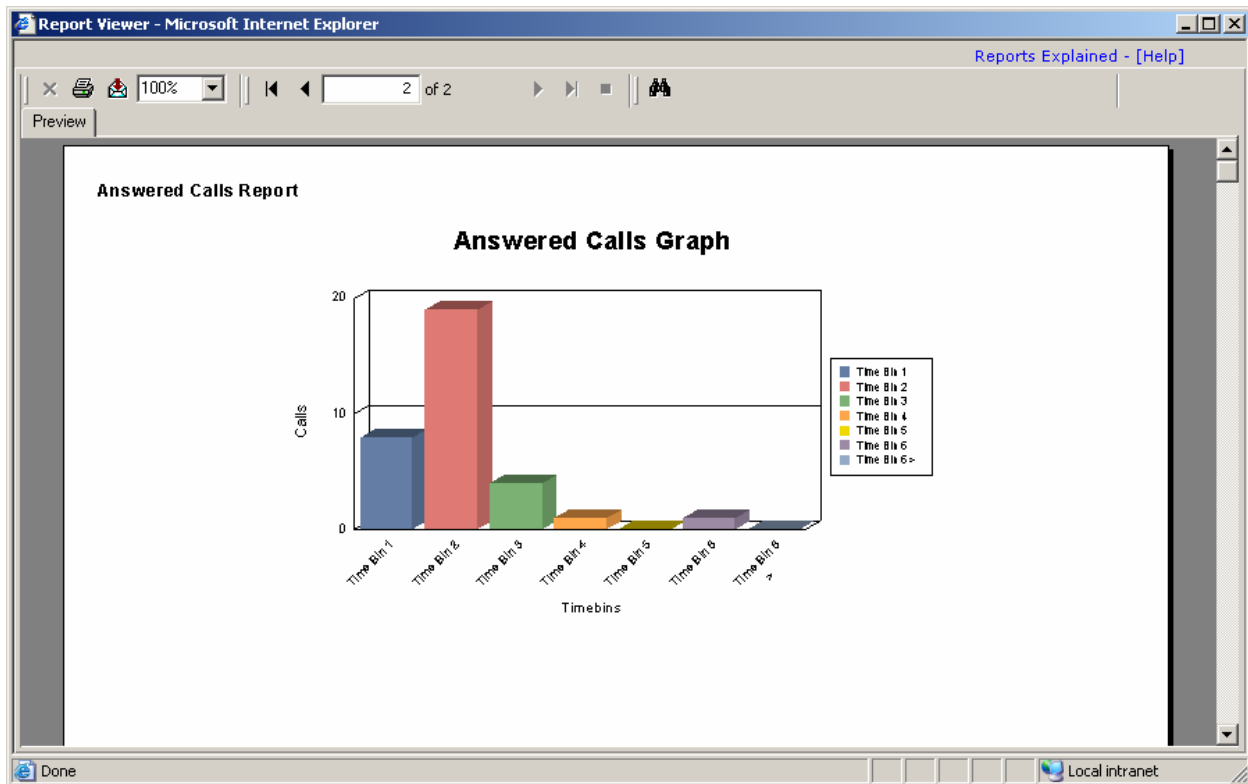 Report Viewer - Microsoft Internet Explorer
Reports Explained - [Help]
100%
2 of 2
Preview
Answered Calls Report
Answered Calls Graph
20
10
0
Calls
Time Bin 1
Time Bin 2
Time Bin 3
Time Bin 4
Time Bin 5
Time Bin 6
Time Bin 6 >
Timebins
Time Bin 1
Time Bin 2
Time Bin 3
Time Bin 4
Time Bin 5
Time Bin 6
Time Bin 6 >
Done
Local intranet